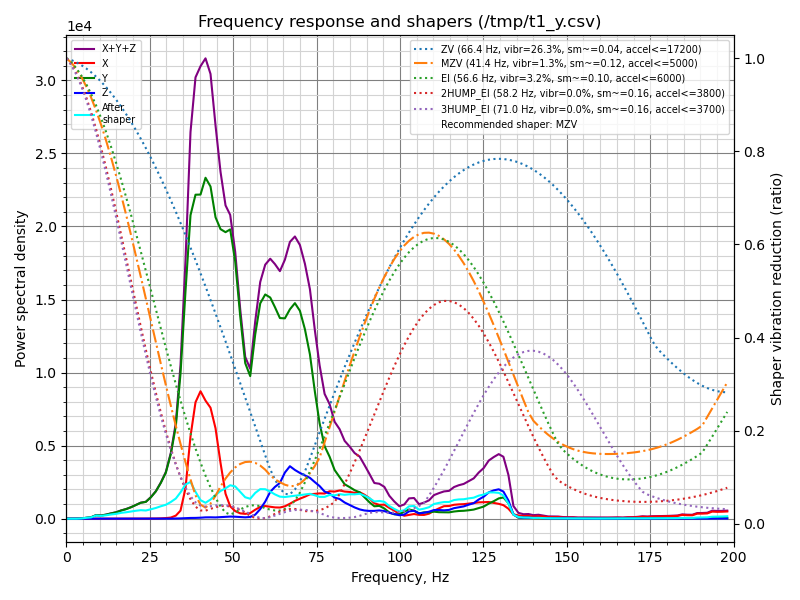 Frequency response and shapers (/tmp/t1_y.csv)
1e4
X+Y+Z
X
Y
Z
After
shaper
ZV (66.4 Hz, vibr=26.3%, sm~=0.04, accel<=17200)
MZV (41.4 Hz, vibr=1.3%, sm~=0.12, accel<=5000)
EI (56.6 Hz, vibr=3.2%, sm~=0.10, accel<=6000)
2HUMP_EI (58.2 Hz, vibr=0.0%, sm~=0.16, accel<=3800)
3HUMP_EI (71.0 Hz, vibr=0.0%, sm~=0.16, accel<=3700)
Recommended shaper: MZV
Power spectral density
3.0
2.5
2.0
1.5
1.0
0.5
0.0
1.0
0.8
0.6
0.4
0.2
0.0
Shaper vibration reduction (ratio)
0 25 50 75 100 125 150 175 200
Frequency, Hz